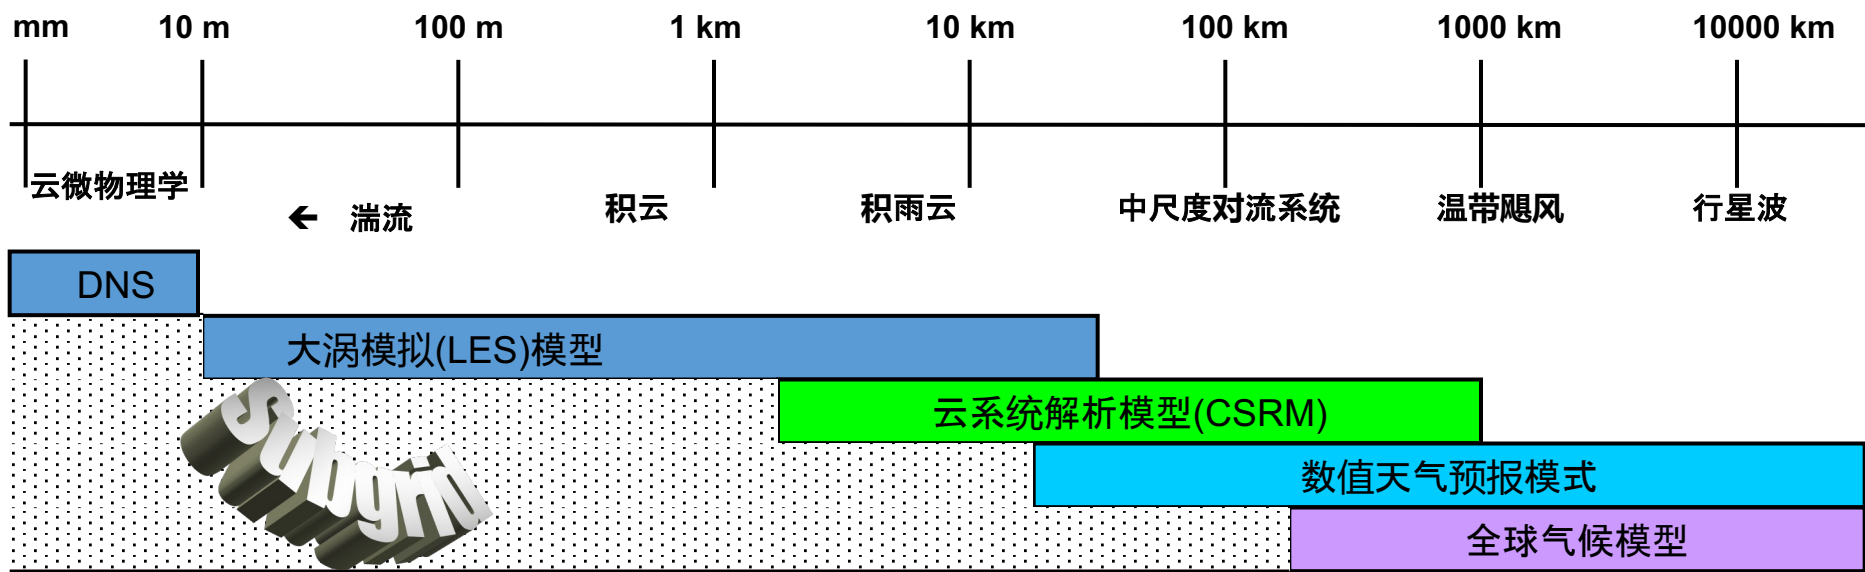 mm 10 m 100 m 1 km 10 km 100 km 1000 km 10000 km
云微物理学 湍流 积云 积雨云 中尺度对流系统 温带飓风 行星波
DNS
大涡模拟(LES)模型
云系统解析模型(CSRM)
Subgrid
数值天气预报模式
全球气候模型